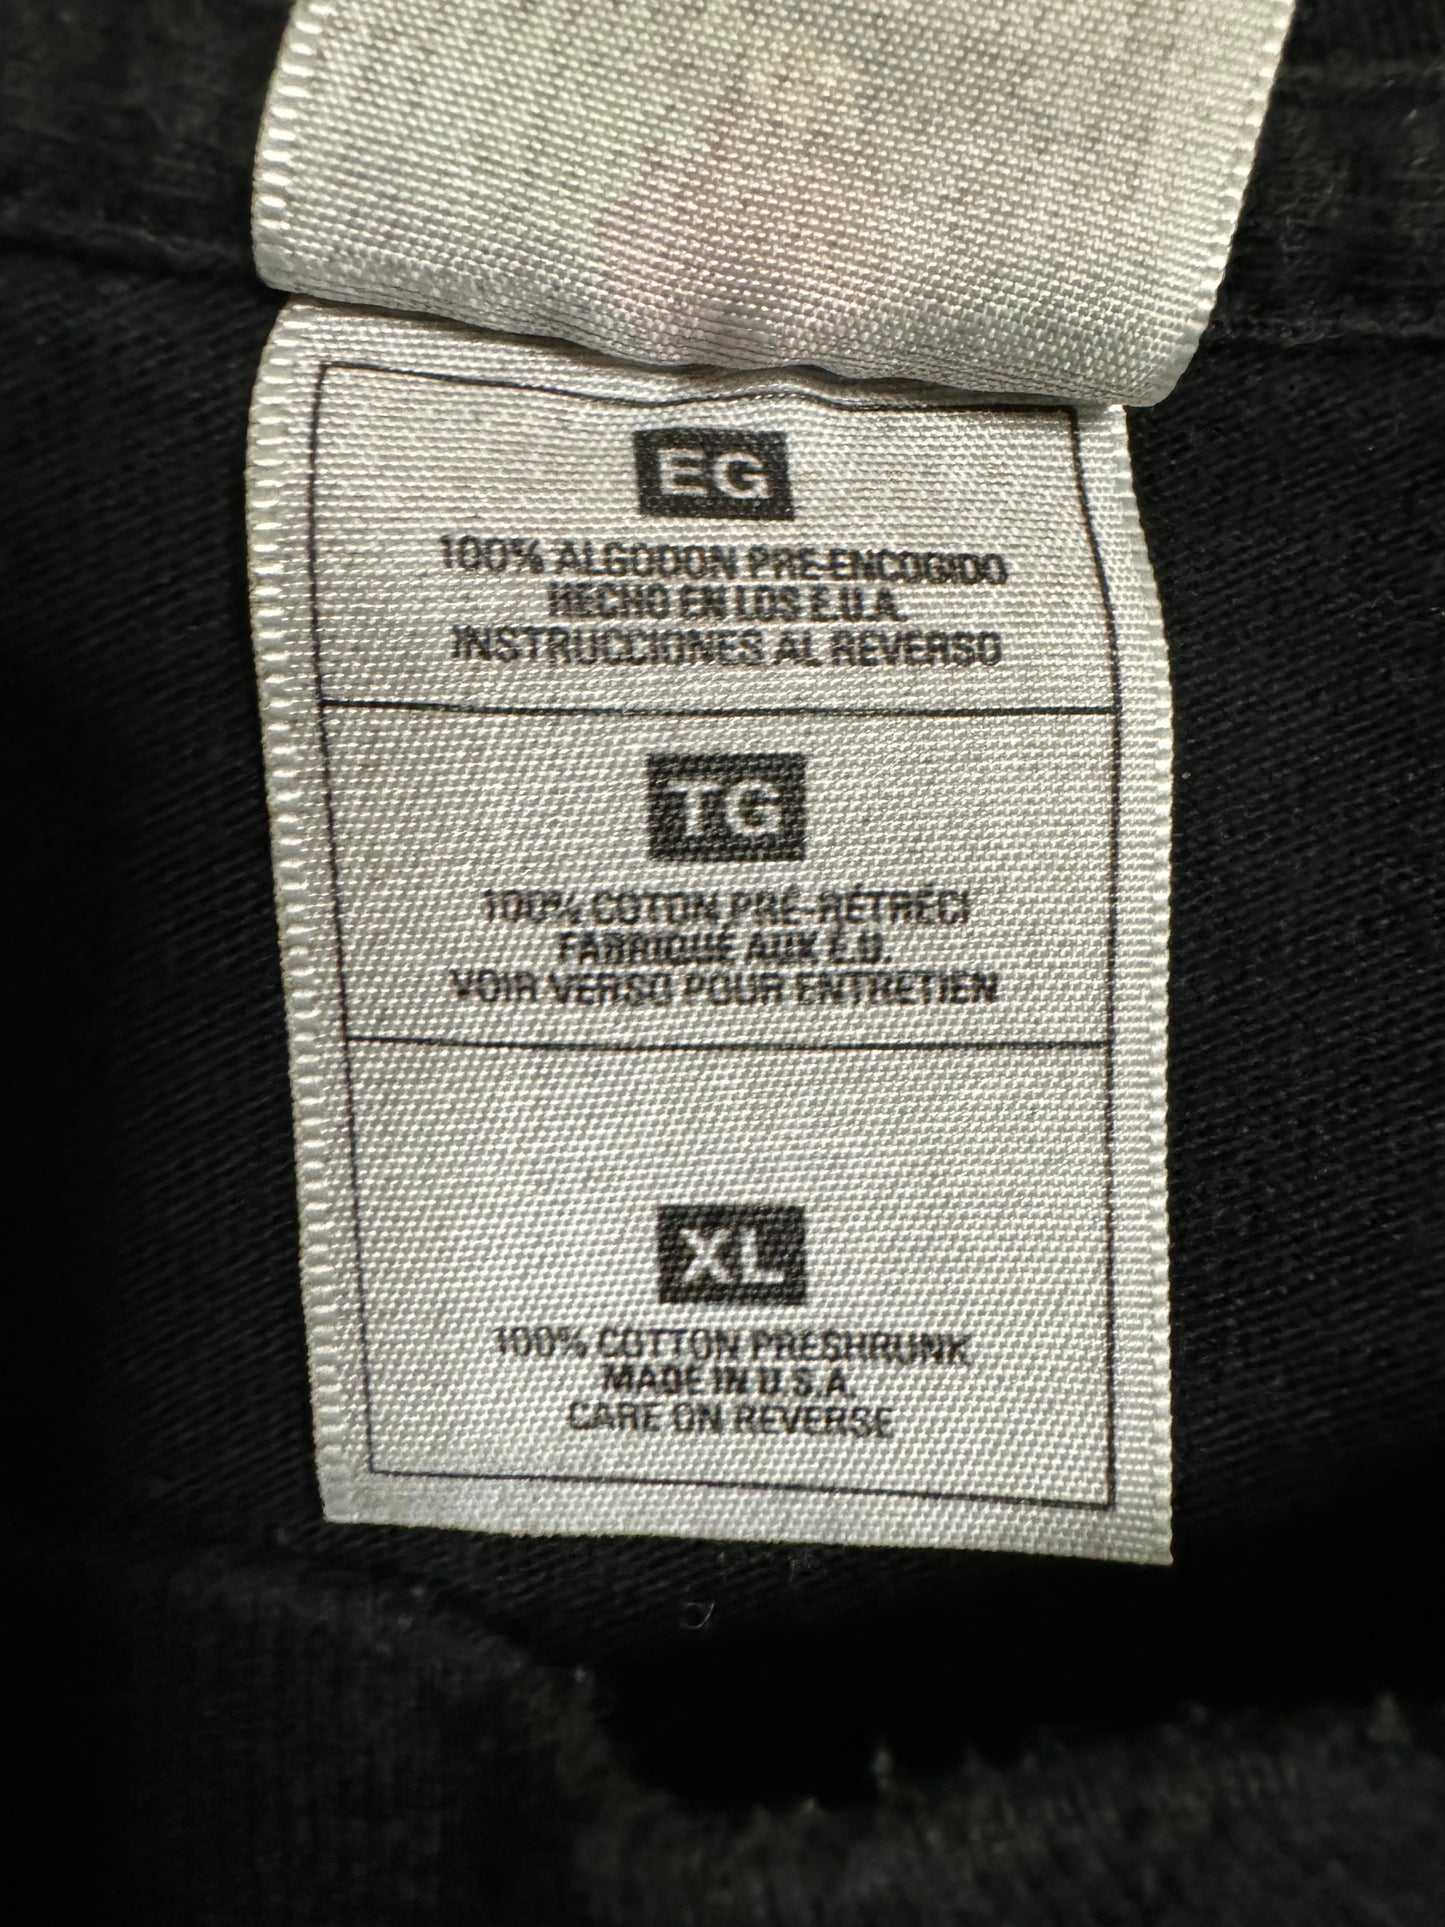 EG
100% ALGODON PRE-ENCOGIDO
HECHO EN LOS E.U.A.
INSTRUCCIONES AL REVERSO
TG
100% COTON PRÉ-RÉTRÉCI
FABRIQUÉ AUX É.U.
VOIR VERSO POUR ENTRETIEN
XL
100% COTTON PRESHRUNK
MADE IN U.S.A.
CARE ON REVERSE